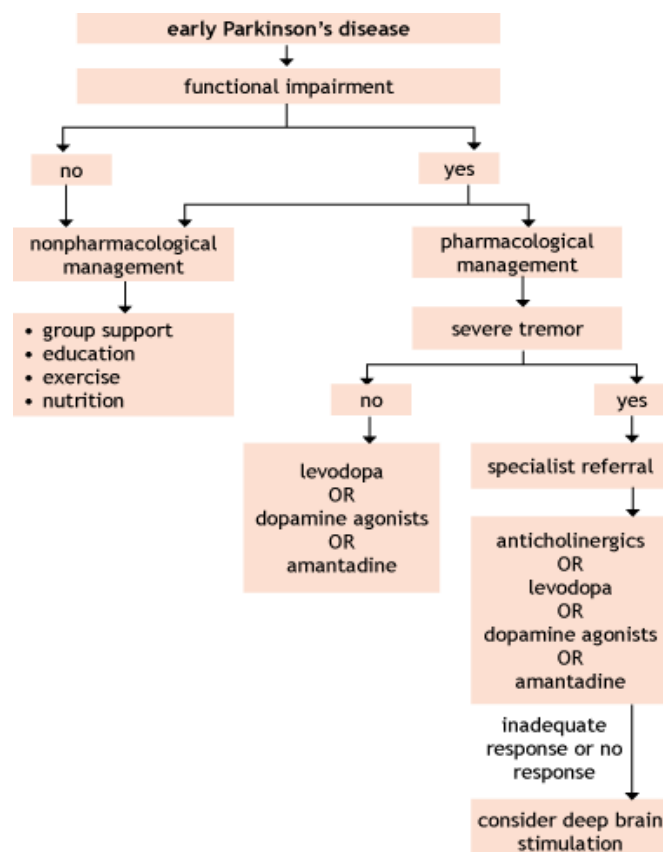 early Parkinson's disease
functional impairment
no
yes
nonpharmacological
management
pharmacological
management
• group support
• education
• exercise
• nutrition
severe tremor
no
yes
levodopa
OR
dopamine agonists
OR
amantadine
specialist referral
anticholinergics
OR
levodopa
OR
dopamine agonists
OR
amantadine
inadequate
response or no
response
consider deep brain
stimulation